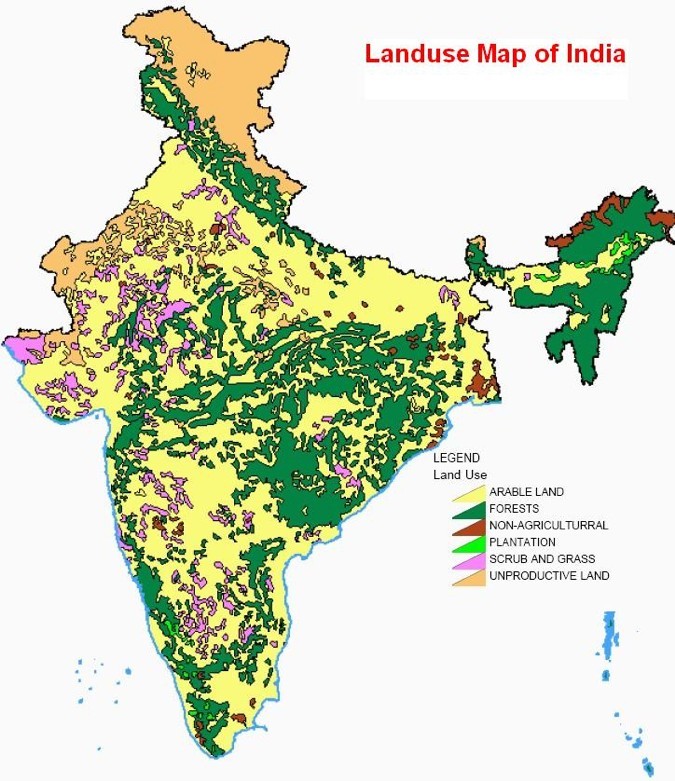 Landuse Map of India
LEGEND
Land Use
ARABLE LAND
FORESTS
NON-AGRICULTURRAL
PLANTATION
SCRUB AND GRASS
UNPRODUCTIVE LAND